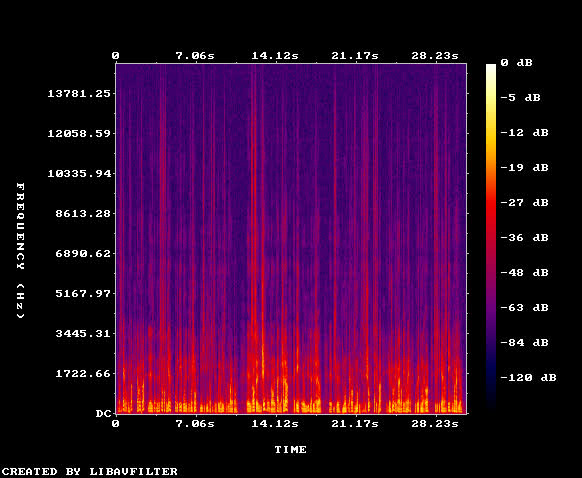 0 7.06s 14.12s 21.17s 28.23s
0 dB
13781.25
-5 dB
12058.59
-12 dB
10335.94
-19 dB
8613.28
-27 dB
6890.62
-36 dB
5167.97
-48 dB
3445.31
-63 dB
1722.66
-84 dB
DC
-120 dB
FREQUENCY (Hz)
0 7.06s 14.12s 21.17s 28.23s
TIME
CREATED BY LIBAVFILTER